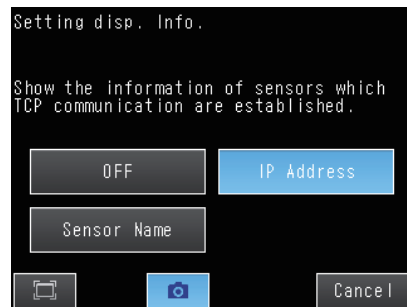 Setting disp. Info.
Show the information of sensors which
TCP communication are established.
OFF
IP Address
Sensor Name
Cancel